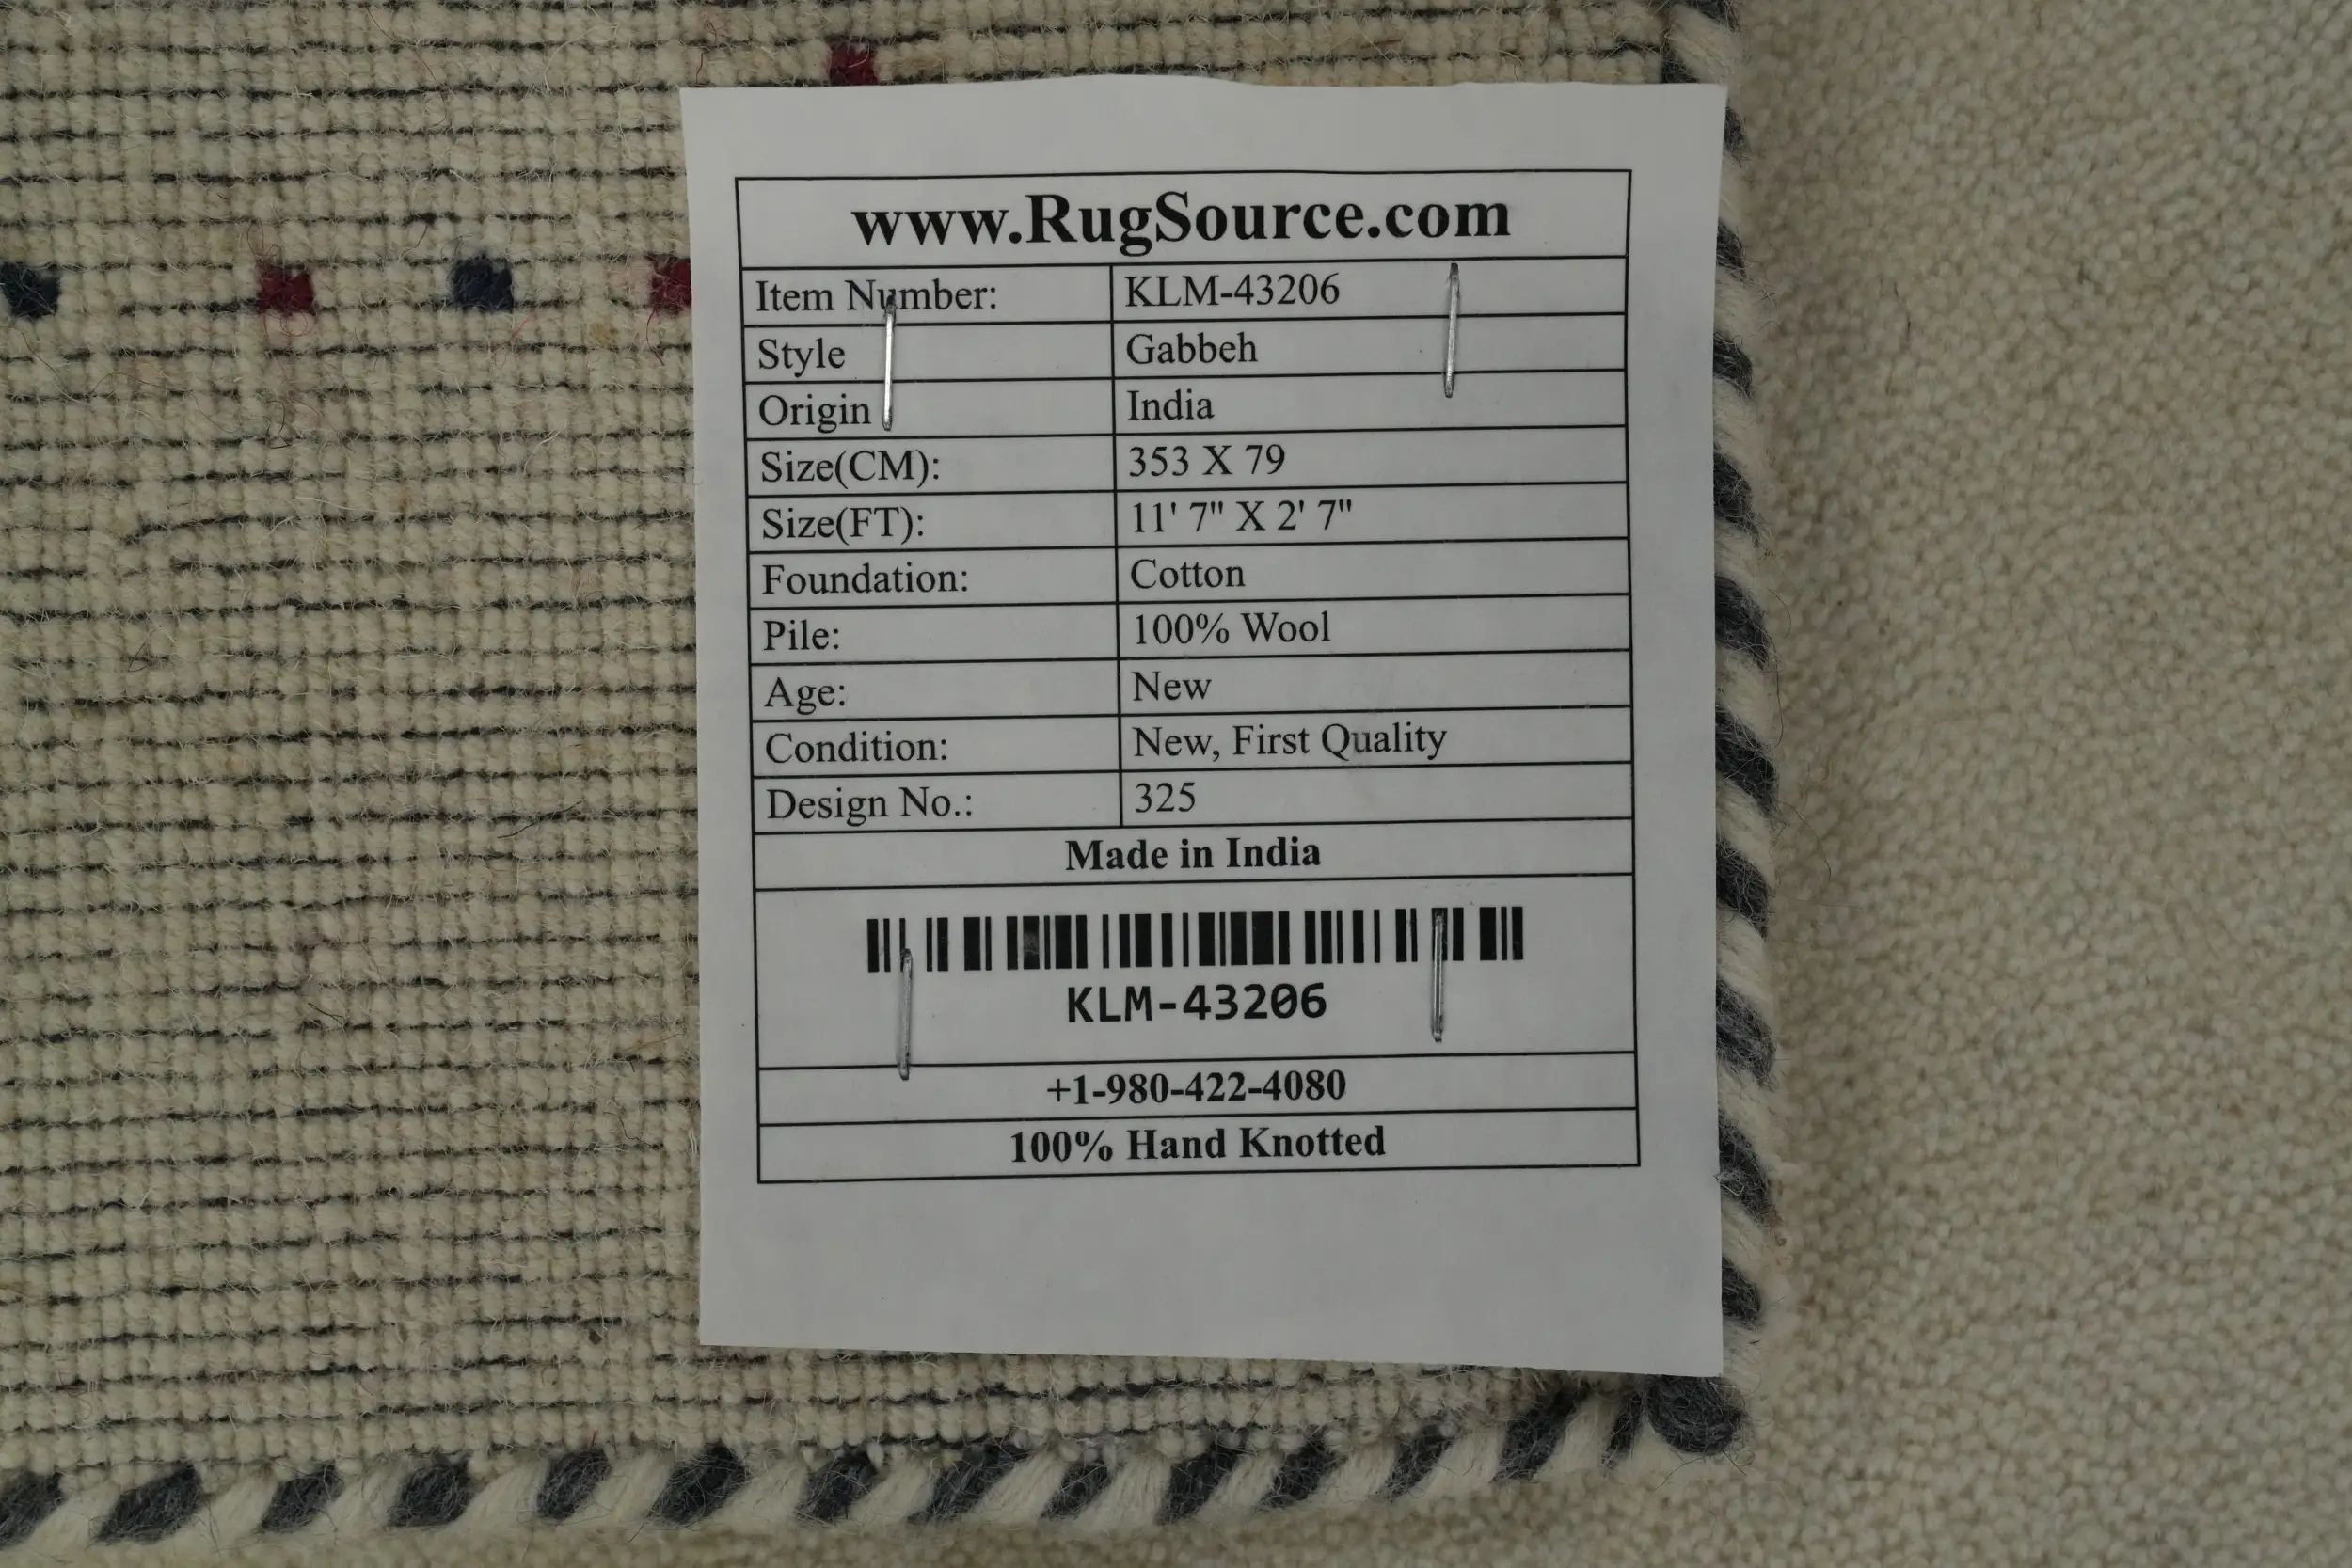 www.RugSource.com
Item Number: KLM-43206
Style Gabbeh
Origin India
Size(CM): 353 X 79
Size(FT): 11' 7" X 2' 7"
Foundation: Cotton
Pile: 100% Wool
Age: New
Condition: New, First Quality
Design No.: 325
Made in India
KLM-43206
+1-980-422-4080
100% Hand Knotted